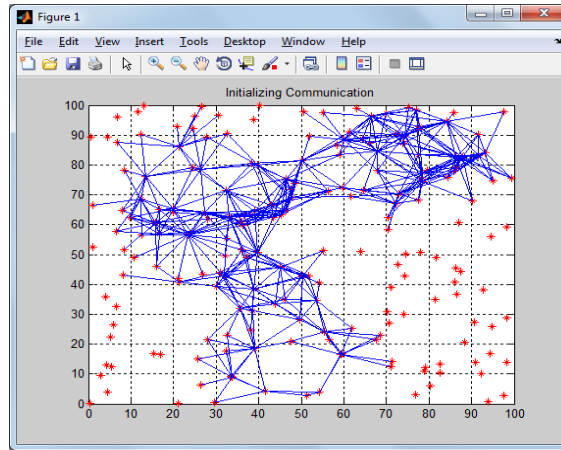 Figure 1
File Edit View Insert Tools Desktop Window Help
Initializing Communication
100
90
80
70
60
50
40
30
20
10
0
0 10 20 30 40 50 60 70 80 90 100